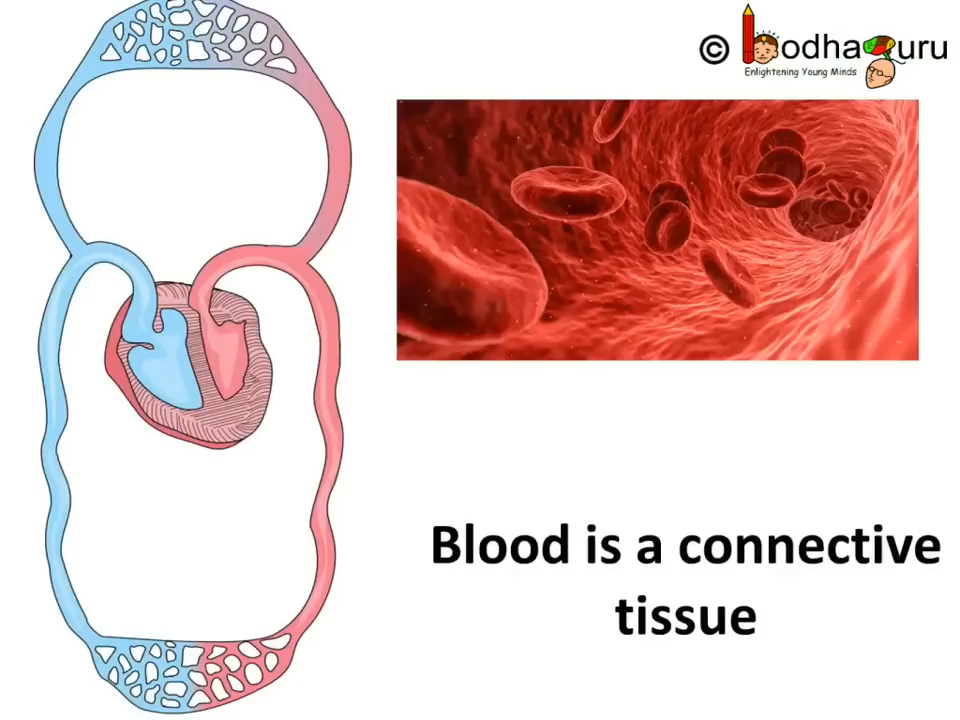 © BodhaGuru
Enlightening Young Minds
Blood is a connective
tissue